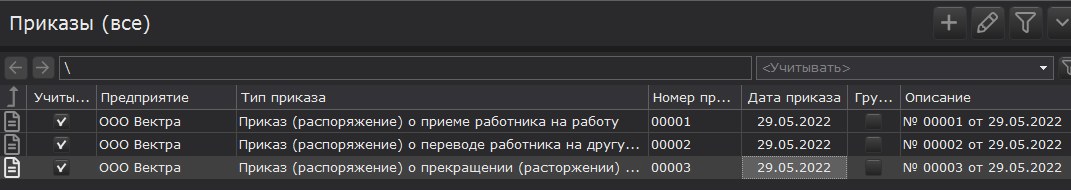 Приказы (все)
\ <Учитывать>
Учиты... Предприятие Тип приказа Номер пр... Дата приказа Гру... Описание
ООО Вектра Приказ (распоряжение) о приеме работника на работу 00001 29.05.2022 № 00001 от 29.05.2022
ООО Вектра Приказ (распоряжение) о переводе работника на другу... 00002 29.05.2022 № 00002 от 29.05.2022
ООО Вектра Приказ (распоряжение) о прекращении (расторжении) ... 00003 29.05.2022 № 00003 от 29.05.2022